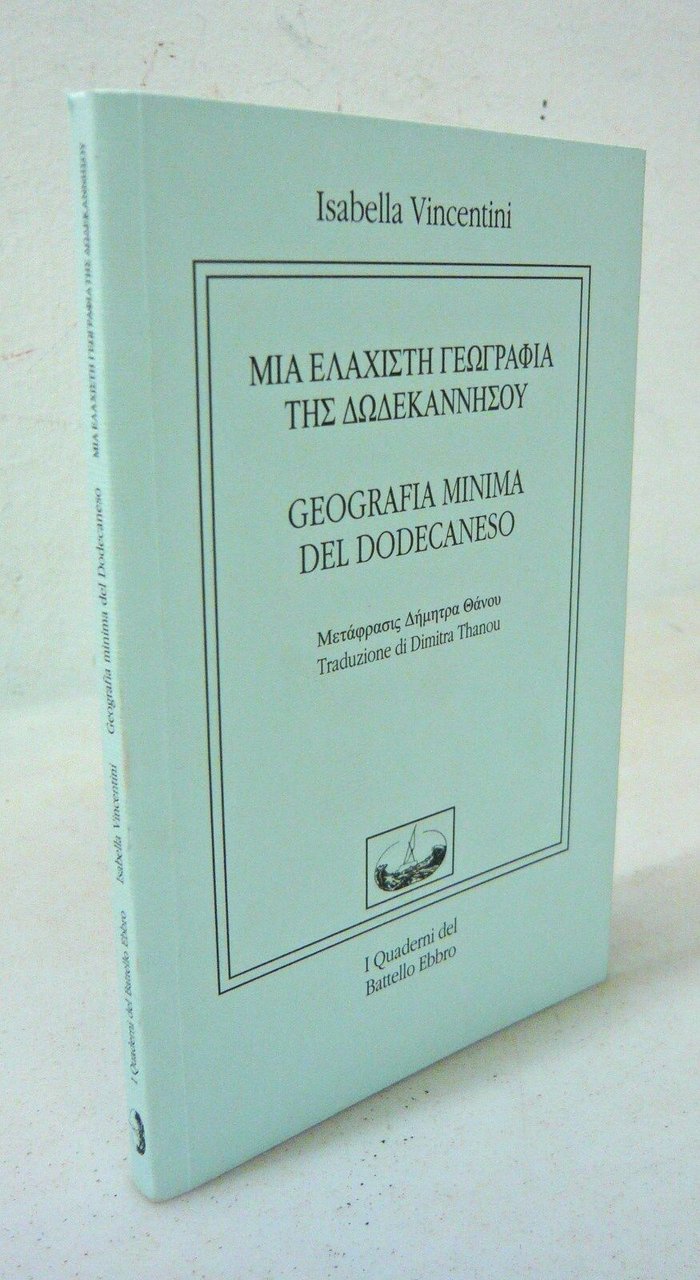 Isabella Vincentini
ΜΙΑ ΕΛΑΧΙΣΤΗ ΓΕΩΓΡΑΦΙΑ
ΤΗΣ ΔΩΔΕΚΑΝΝΗΣΟΥ
GEOGRAFIA MINIMA
DEL DODECANESO
Μετάφρασις Δήμητρα Θάνου
Traduzione di Dimitra Thanou
I Quaderni del
Battello Ebbro
I Quaderni del Battello Ebbro Isabella Vincentini Geografia minima del Dodecaneso ΜΙΑ ΕΛΑΧΙΣΤΗ ΓΕΩΓΡΑΦΙΑ ΤΗΣ ΔΩΔΕΚΑΝΝΗΣΟΥ